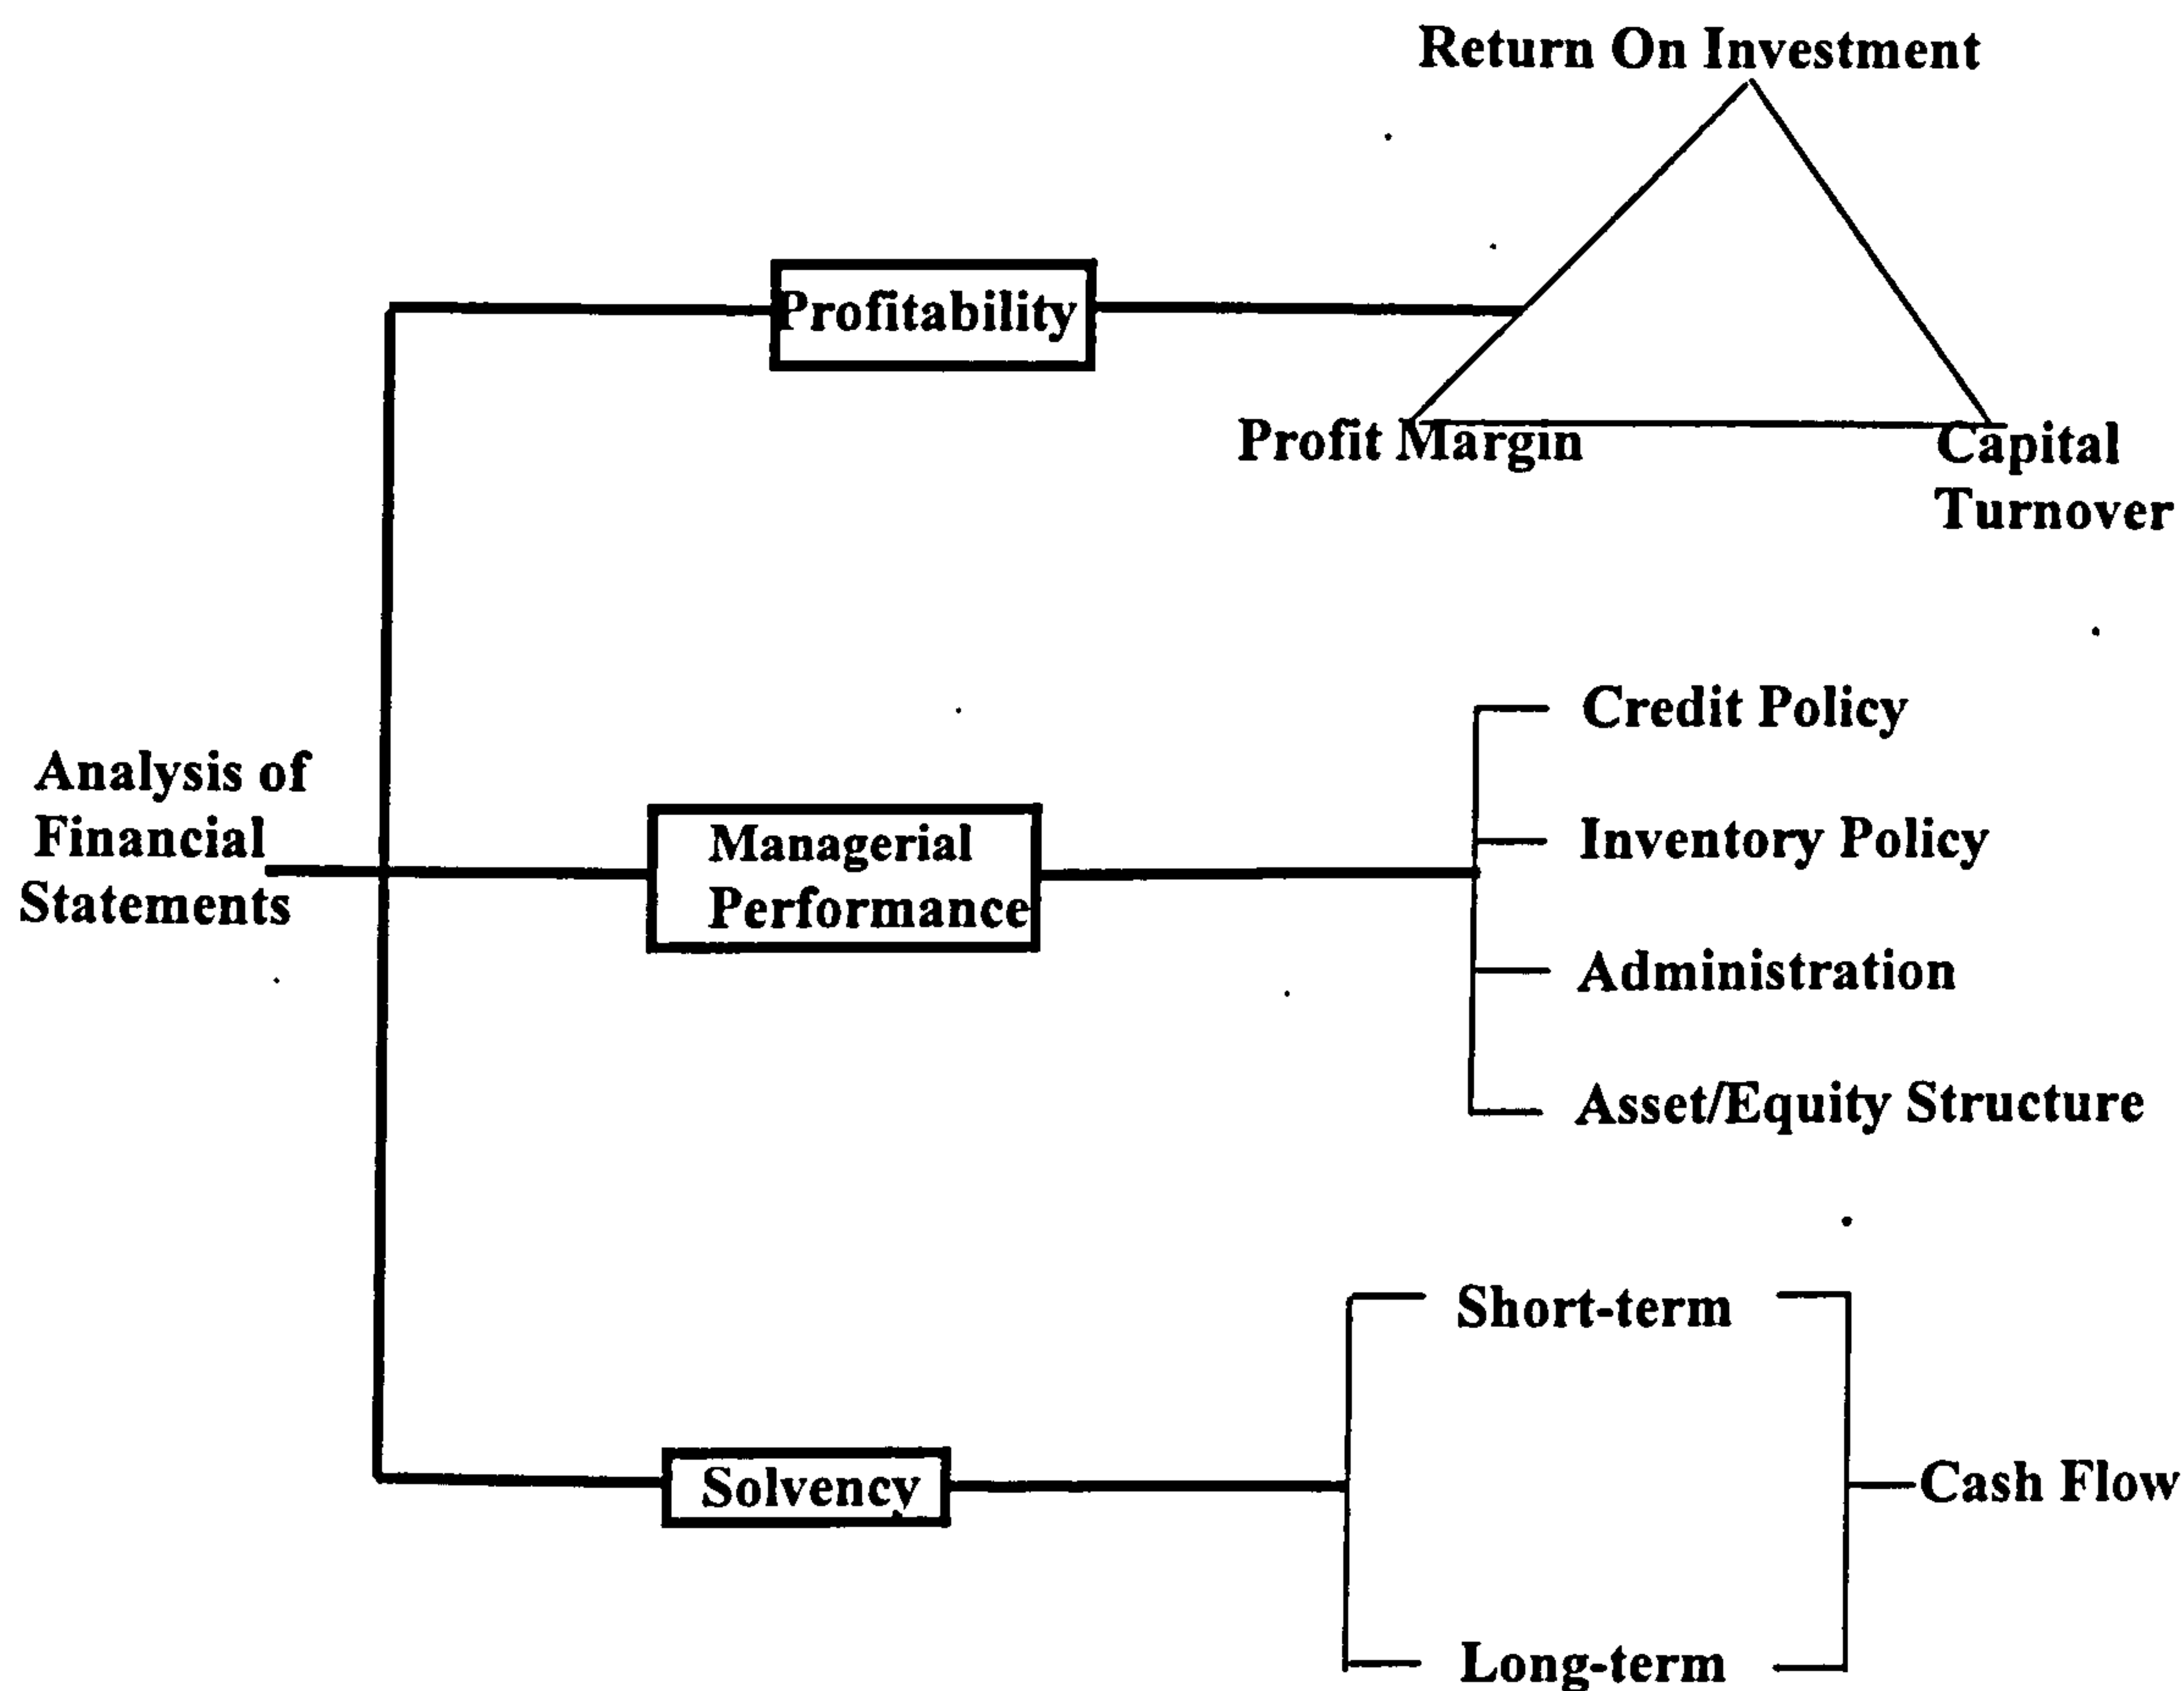 Return On Investment
Profitability
Profit Margin
Capital
Turnover
Credit Policy
Analysis of
Financial
Statements
Managerial
Performance
Inventory Policy
Administration
Asset/Equity Structure
Short-term
Solvency
Cash Flow
Long-term